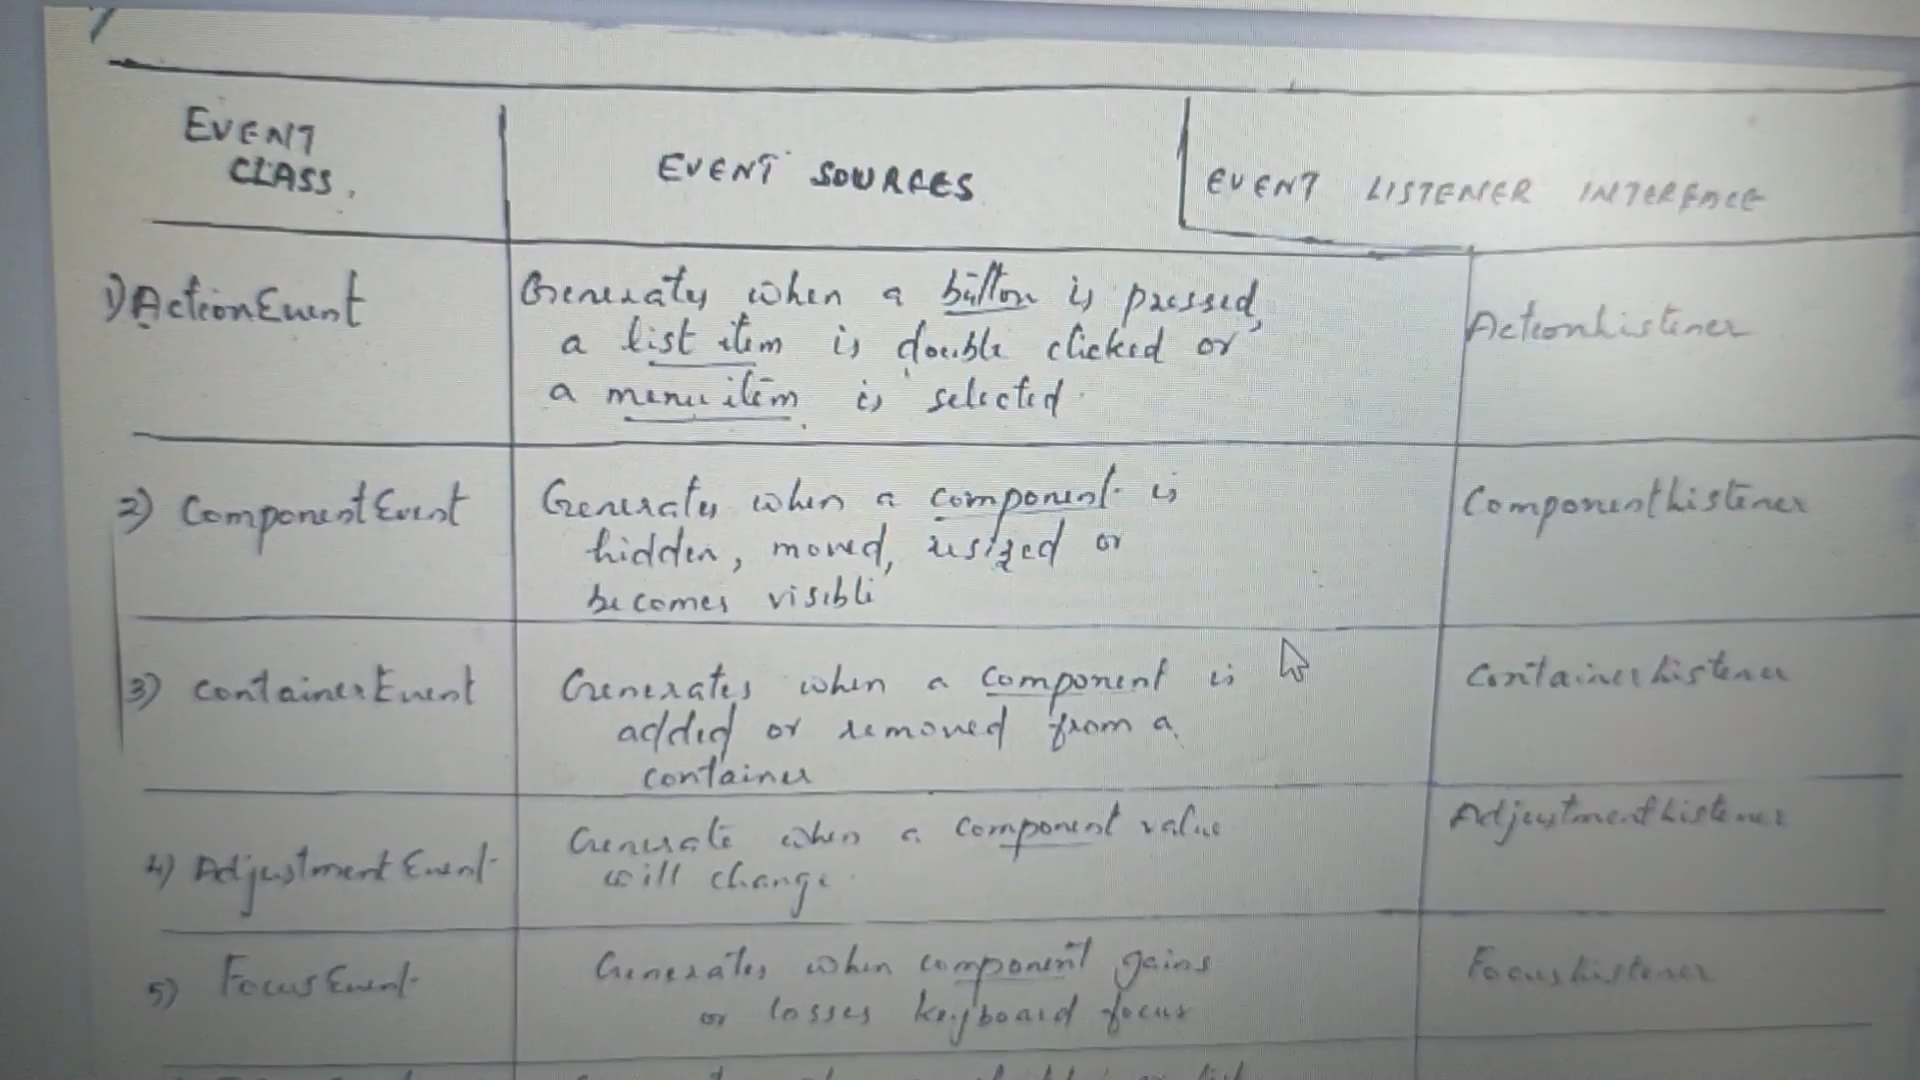 EVENT CLASS.
EVENT SOURCES
EVENT LISTENER INTERFACE
1) ActionEvent
Generates when a button is pressed,
a list item is double clicked or
a menu item is selected.
ActionListener
2) ComponentEvent
Generates when a component is
hidden, moved, resized or
becomes visible
ComponentListener
3) ContainerEvent
Generates when a component is
added or removed from a
container
ContainerListener
4) AdjustmentEvent
Generate when a component value
will change.
AdjustmentListener
5) FocusEvent
Generates when component gains
or losses keyboard focus
FocusListener